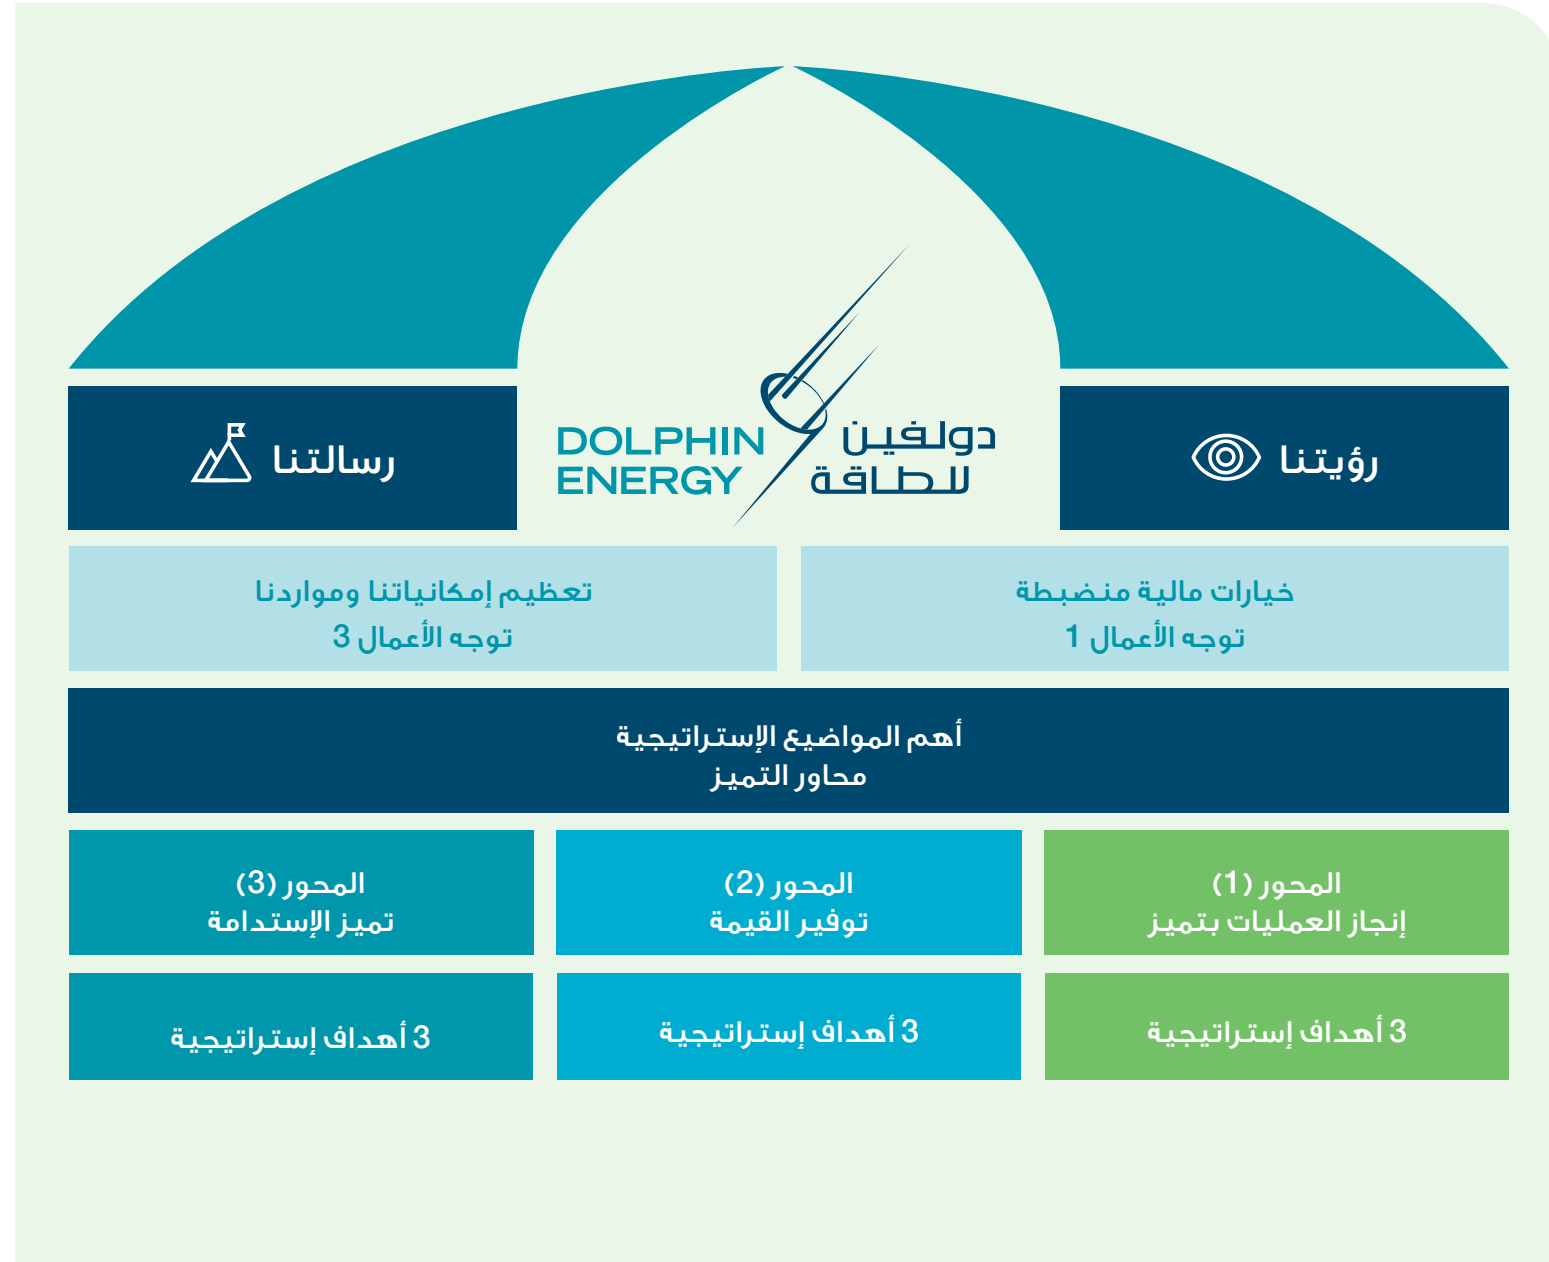 رؤيتنا
دولفين
للطاقة
DOLPHIN
ENERGY
رسالتنا
خيارات مالية منضبطة
توجه الأعمال 1
تعظيم إمكانياتنا ومواردنا
توجه الأعمال 3
أهم المواضيع الإستراتيجية
محاور التميز
المحور (1)
إنجاز العمليات بتميز
المحور (2)
توفير القيمة
المحور (3)
تميز الإستدامة
3 أهداف إستراتيجية
3 أهداف إستراتيجية
3 أهداف إستراتيجية